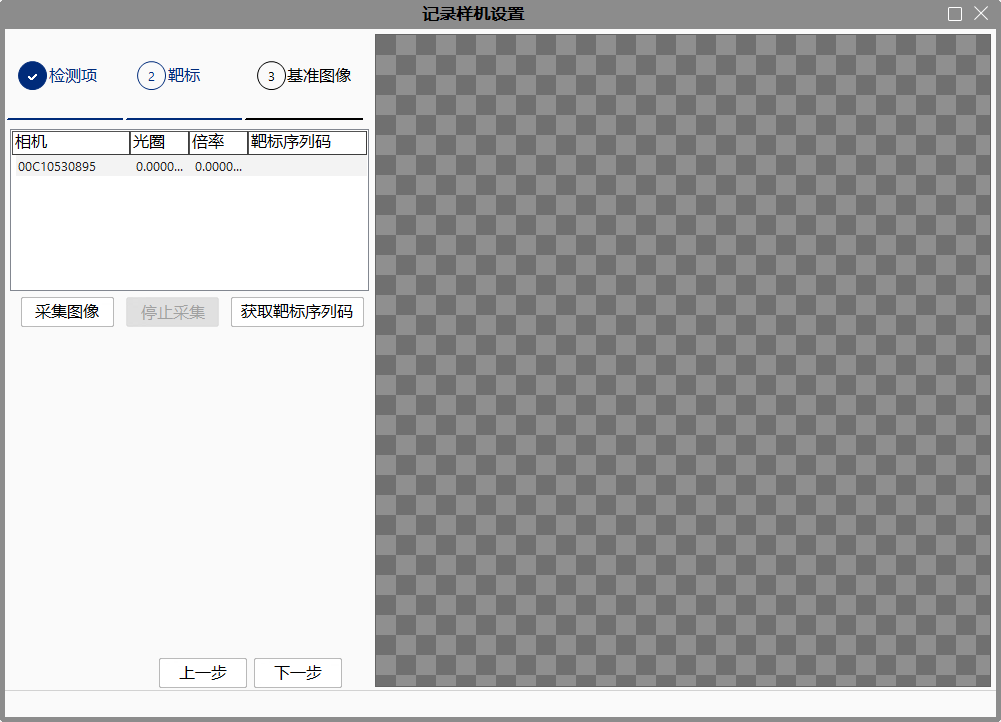 记录样机设置
检测项 2 靶标 3 基准图像
相机 光圈 倍率 靶标序列码
00C10530895 0.0000... 0.0000...
采集图像 停止采集 获取靶标序列码
上一步 下一步